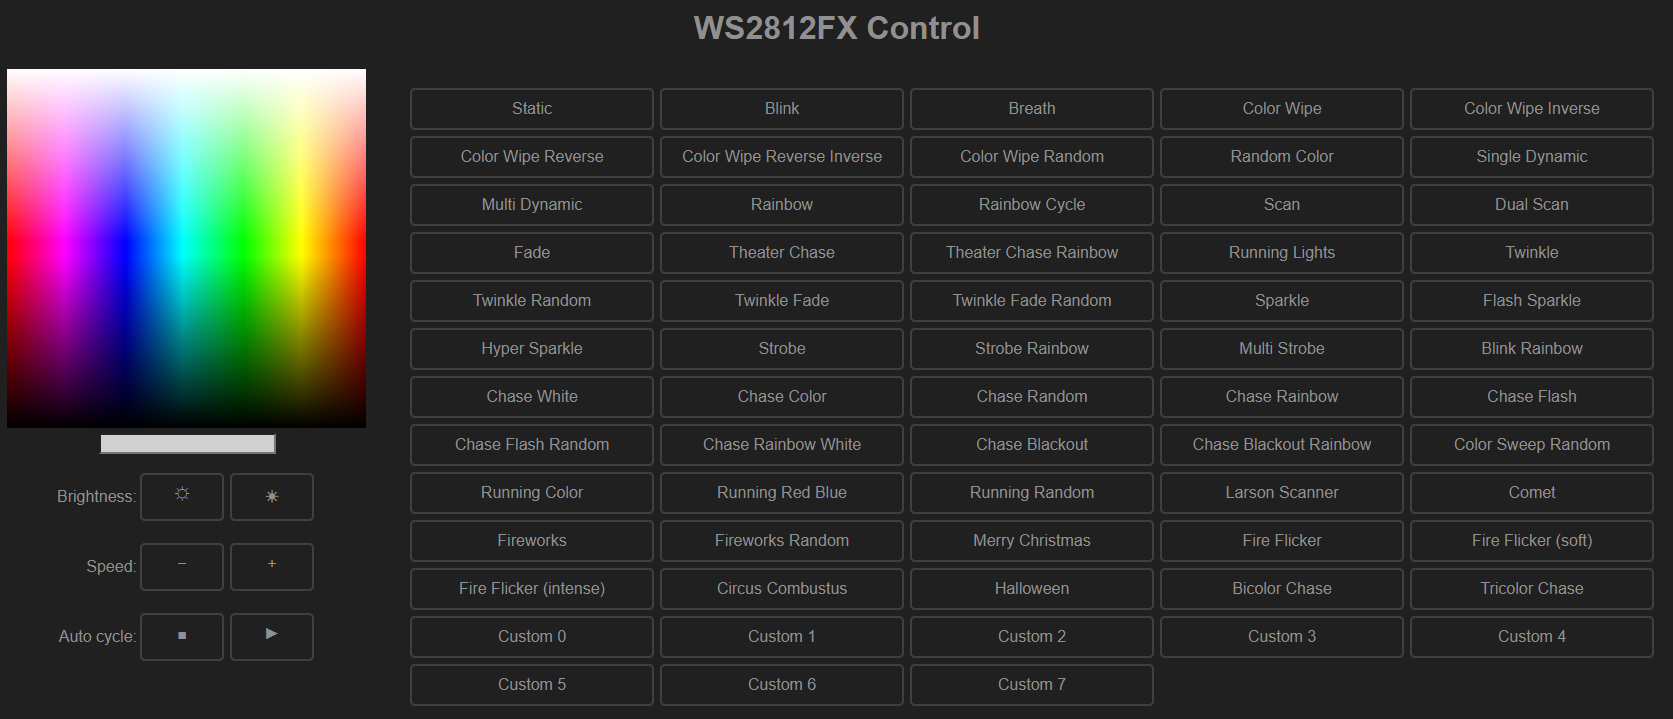 WS2812FX Control
Static Blink Breath Color Wipe Color Wipe Inverse
Color Wipe Reverse Color Wipe Reverse Inverse Color Wipe Random Random Color Single Dynamic
Multi Dynamic Rainbow Rainbow Cycle Scan Dual Scan
Fade Theater Chase Theater Chase Rainbow Running Lights Twinkle
Twinkle Random Twinkle Fade Twinkle Fade Random Sparkle Flash Sparkle
Hyper Sparkle Strobe Strobe Rainbow Multi Strobe Blink Rainbow
Chase White Chase Color Chase Random Chase Rainbow Chase Flash
Chase Flash Random Chase Rainbow White Chase Blackout Chase Blackout Rainbow Color Sweep Random
Running Color Running Red Blue Running Random Larson Scanner Comet
Fireworks Fireworks Random Merry Christmas Fire Flicker Fire Flicker (soft)
Fire Flicker (intense) Circus Combustus Halloween Bicolor Chase Tricolor Chase
Custom 0 Custom 1 Custom 2 Custom 3 Custom 4
Custom 5 Custom 6 Custom 7
Brightness: ☼ ☀
Speed: − +
Auto cycle: ■ ▶